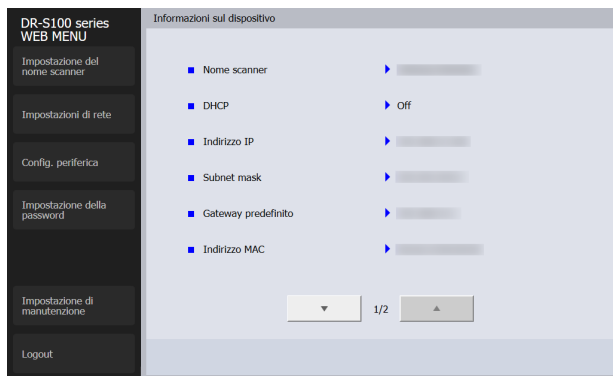 DR-S100 series
WEB MENU
Impostazione del
nome scanner
Impostazioni di rete
Config. periferica
Impostazione della
password
Impostazione di
manutenzione
Logout
Informazioni sul dispositivo
Nome scanner
DHCP
Off
Indirizzo IP
Subnet mask
Gateway predefinito
Indirizzo MAC
1/2